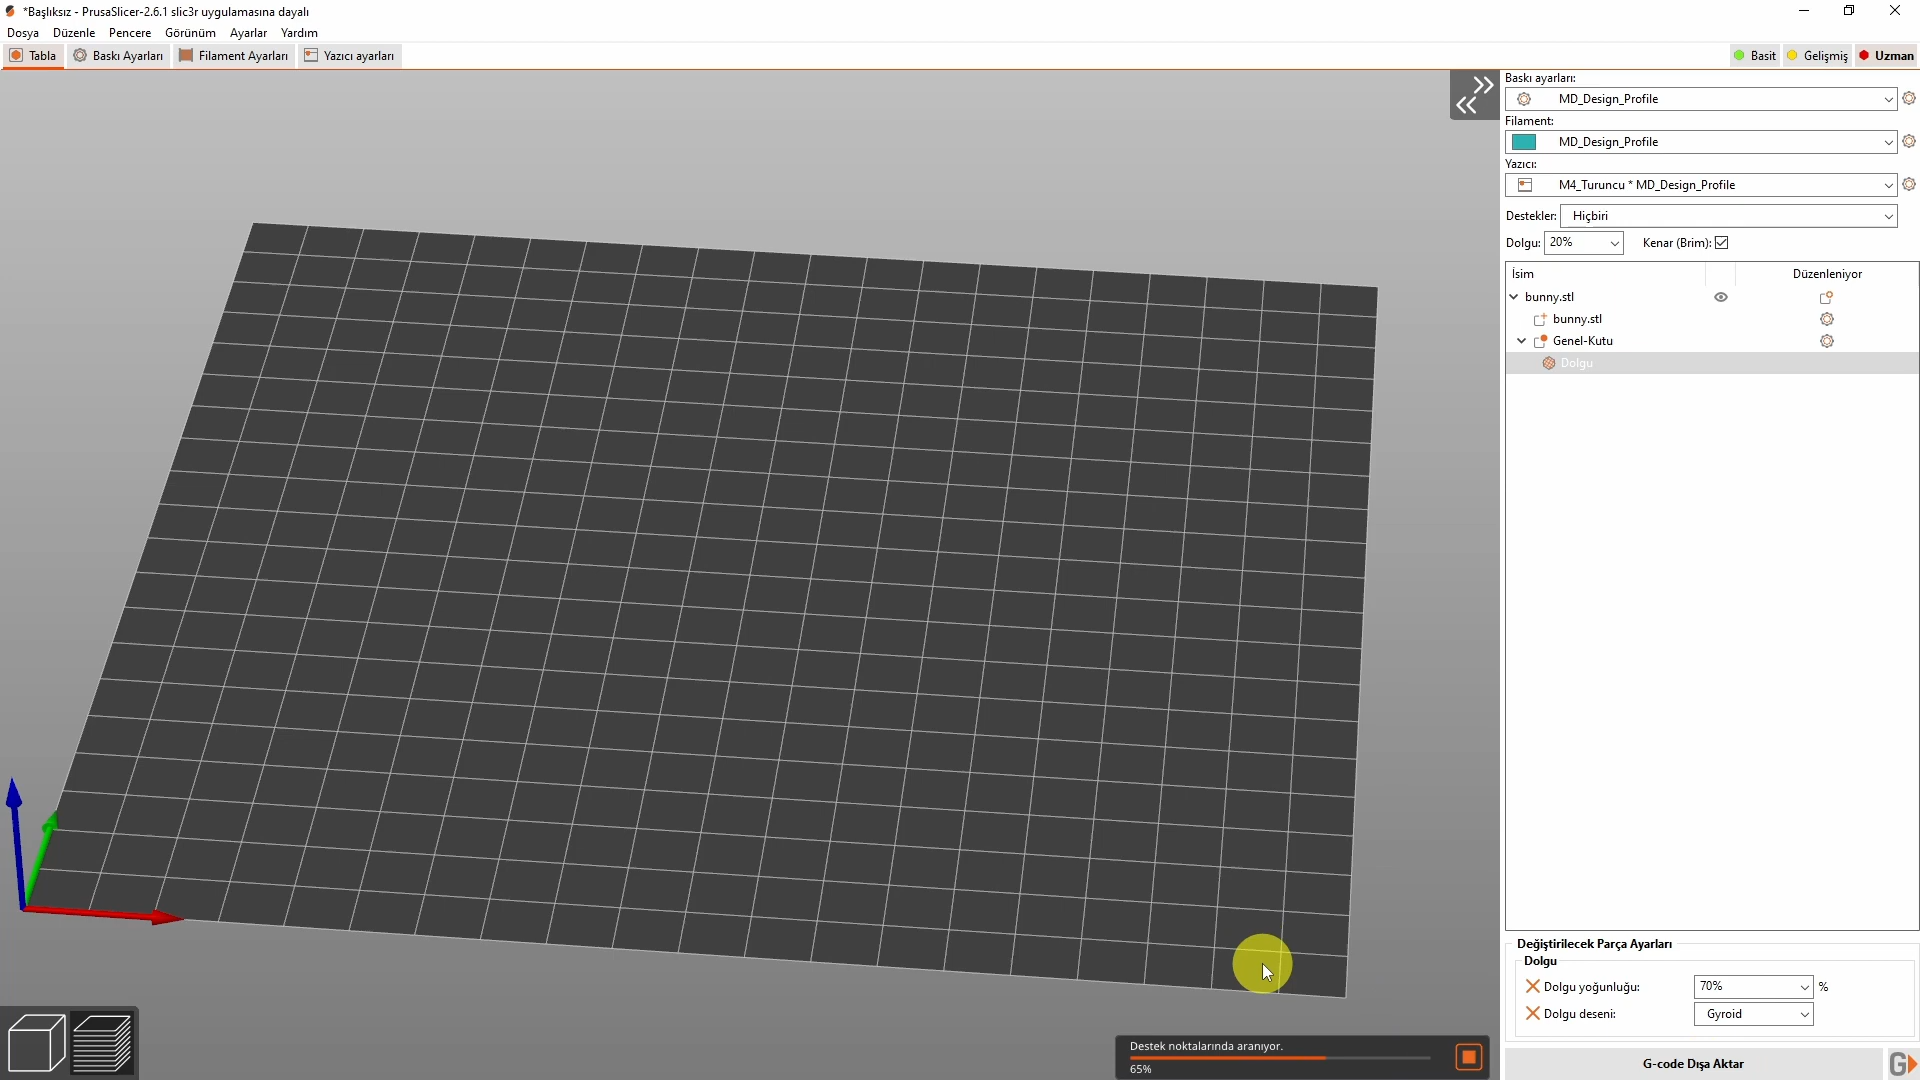 *Başlıksız - PrusaSlicer-2.6.1 slic3r uygulamasına dayalı
Dosya Düzenle Pencere Görünüm Ayarlar Yardım
Tabla Baskı Ayarları Filament Ayarları Yazıcı ayarları Basit Gelişmiş Uzman
Baskı ayarları:
MD_Design_Profile
Filament:
MD_Design_Profile
Yazıcı:
M4_Turuncu * MD_Design_Profile
Destekler: Hiçbiri
Dolgu: 20% Kenar (Brim):
İsim Düzenleniyor
bunny.stl
bunny.stl
Genel-Kutu
Dolgu
Değiştirilecek Parça Ayarları
Dolgu
Dolgu yoğunluğu: 70% %
Dolgu deseni: Gyroid
Destek noktalarında aranıyor.
65%
G-code Dışa Aktar